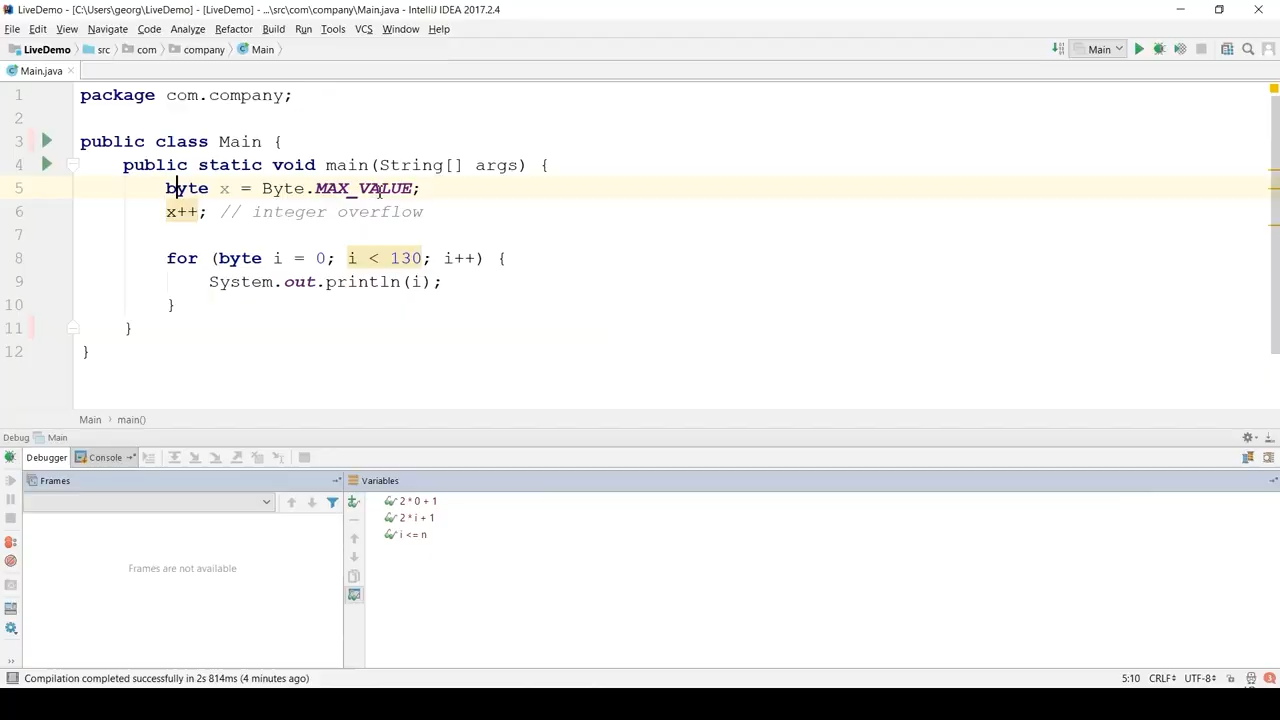 LiveDemo - [C:\Users\georg\LiveDemo] - [LiveDemo] - ...\src\com\company\Main.java - IntelliJ IDEA 2017.2.4
File Edit View Navigate Code Analyze Refactor Build Run Tools VCS Window Help
LiveDemo src com company Main Main
Main.java
1 package com.company;
2
3 public class Main {
4 public static void main(String[] args) {
5 byte x = Byte.MAX_VALUE;
6 x++; // integer overflow
7
8 for (byte i = 0; i < 130; i++) {
9 System.out.println(i);
10 }
11 }
12 }
Main main()
Debug Main
Debugger Console
Frames Variables
2 * 0 + 1
2 * i + 1
i <= n
Frames are not available
Compilation completed successfully in 2s 814ms (4 minutes ago) 5:10 CRLF UTF-8